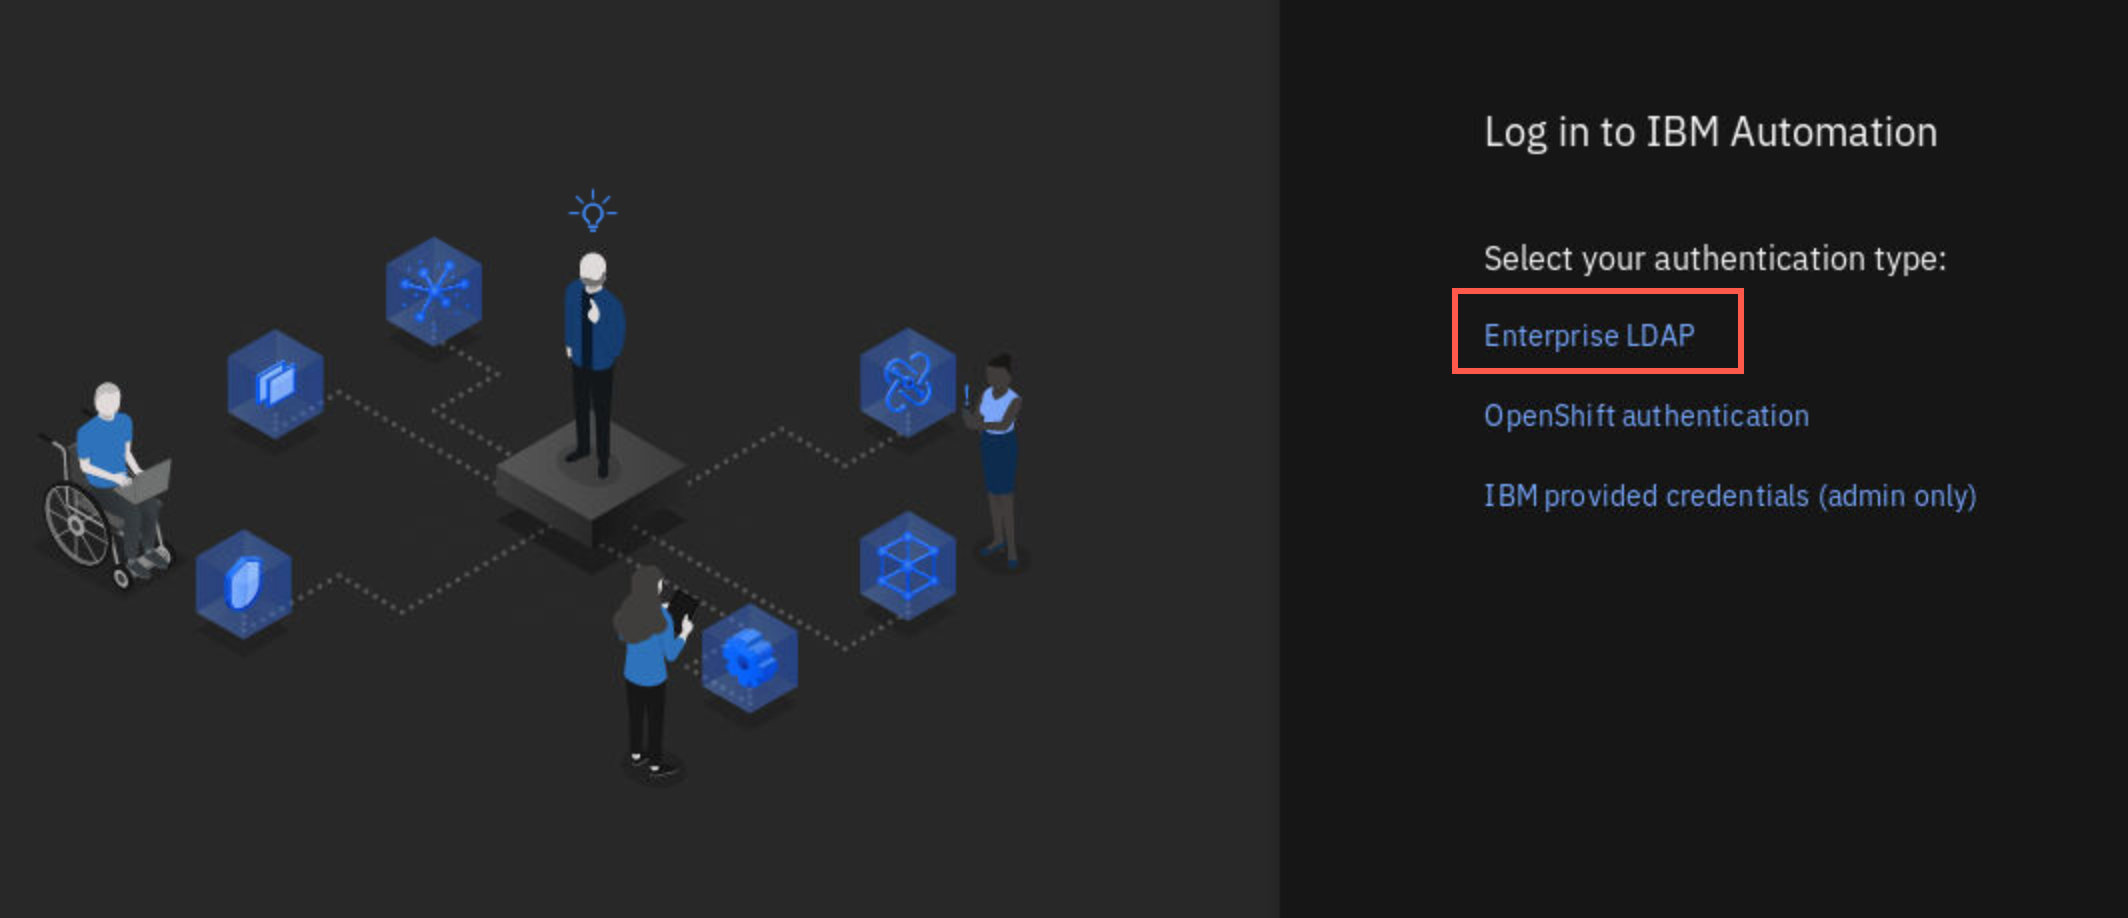 Log in to IBM Automation
Select your authentication type:
Enterprise LDAP
OpenShift authentication
IBM provided credentials (admin only)